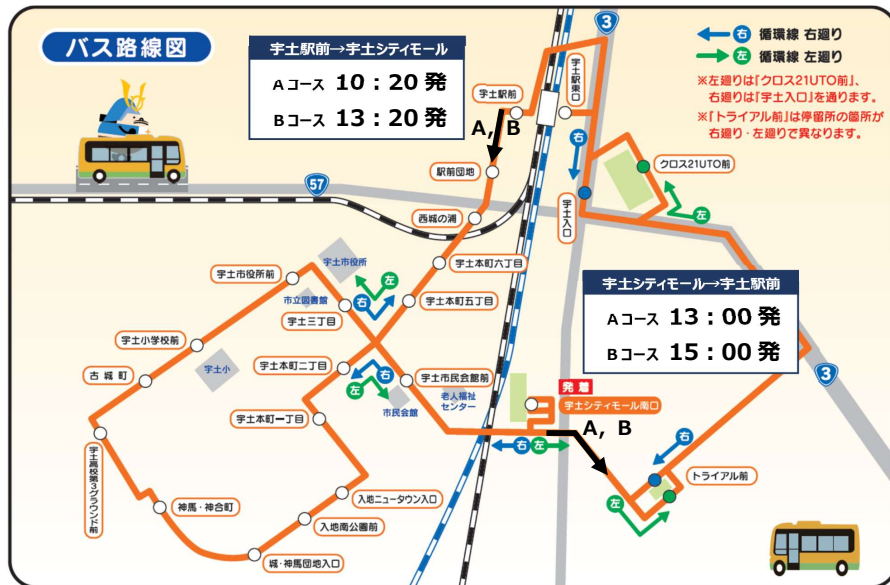 バス路線図
宇土駅前→宇土シティモール
Aコース 10：20 発
Bコース 13：20 発
3
右 循環線 右廻り
左 循環線 左廻り
※左廻りは「クロス21UTO前」、
右廻りは「宇土入口」を通ります。
※「トライアル前」は停留所の箇所が
右廻り・左廻りで異なります。
宇土駅前
宇土駅東口
A, B
右
駅前団地
クロス21UTO前
57
左
西城の浦
宇土入口
宇土市役所
宇土本町六丁目
宇土市役所前
左
市立図書館
右
宇土本町五丁目
宇土三丁目
宇土シティモール→宇土駅前
Aコース 13：00 発
Bコース 15：00 発
宇土小学校前
宇土小
宇土本町二丁目
右
左
古城町
宇土市民会館前
市民会館
老人福祉
センター
発着
宇土シティモール南口
3
宇土本町一丁目
A, B
右 左
右
宇土高校第3グラウンド前
トライアル前
神馬・神合町
入地ニュータウン入口
左
入地南公園前
城・神馬団地入口